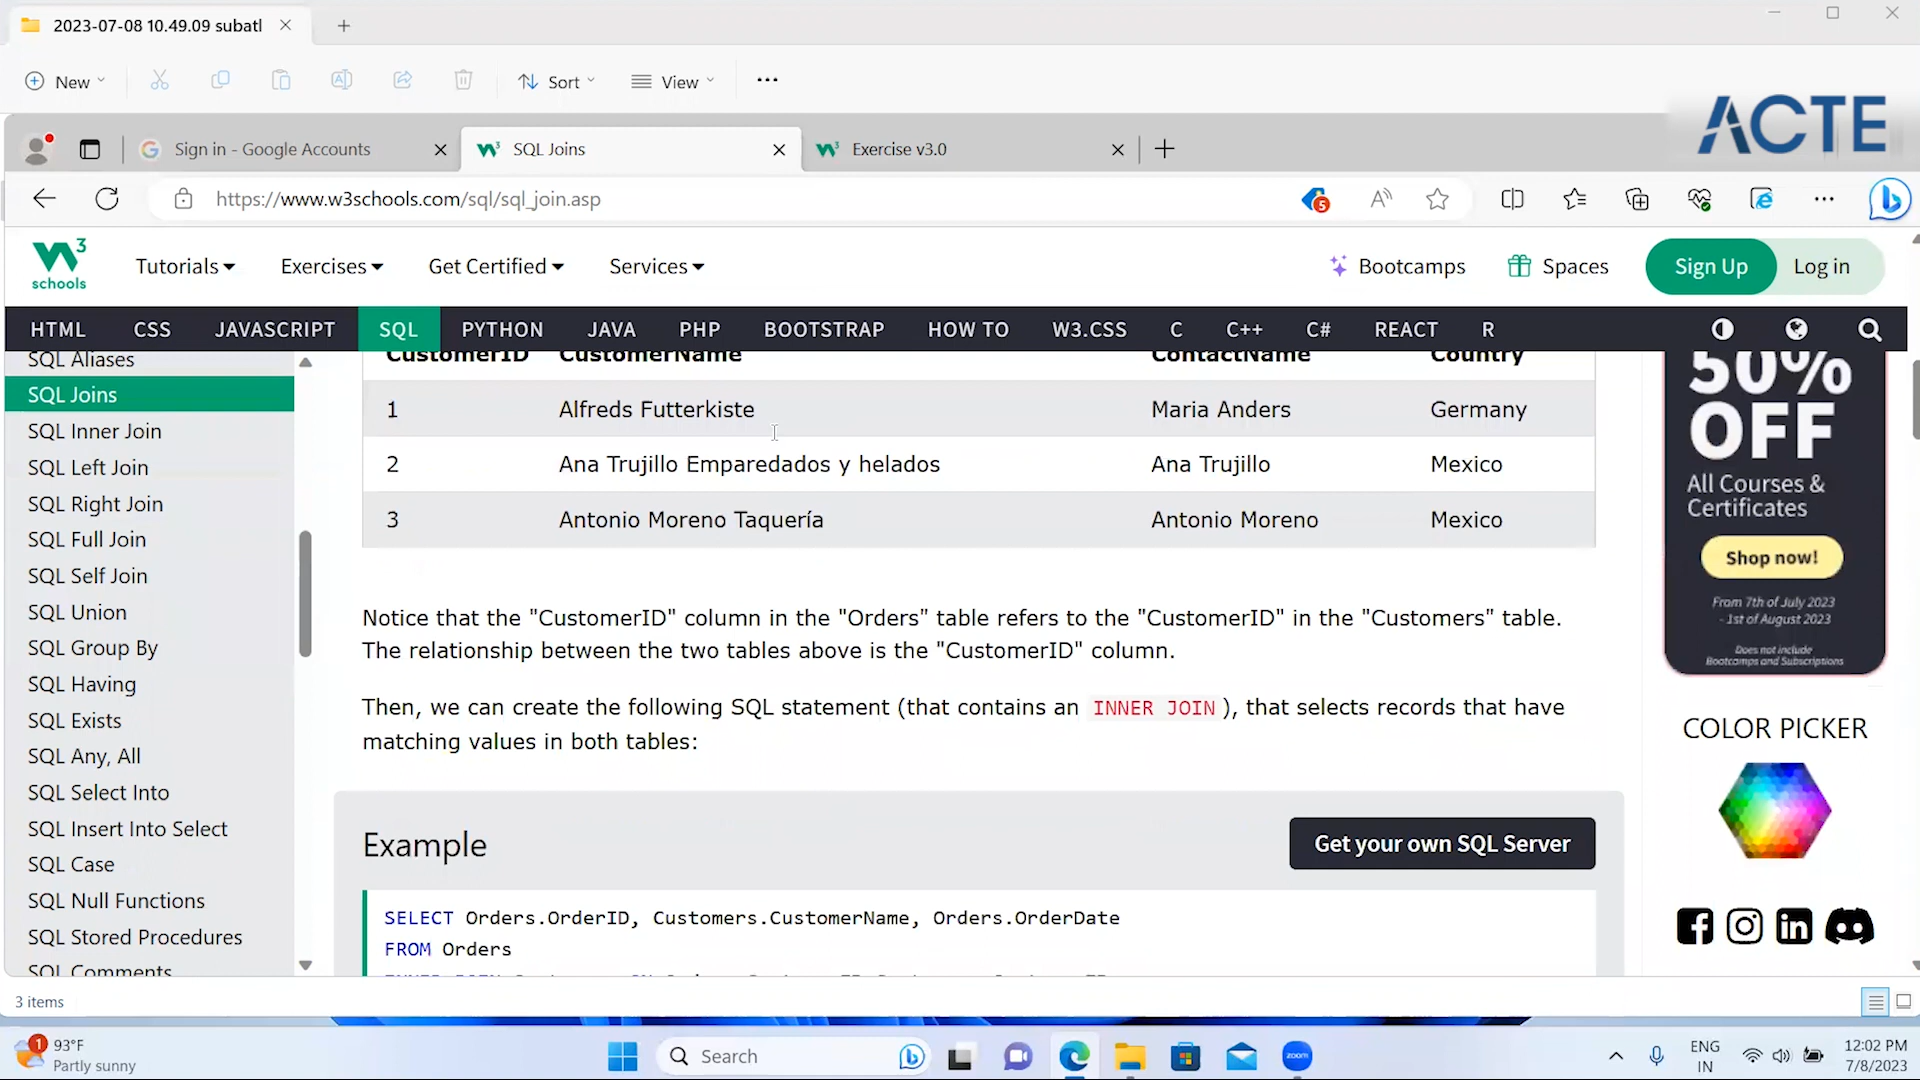 2023-07-08 10.49.09 subatl
New
Sort
View
ACTE
Sign in - Google Accounts
SQL Joins
Exercise v3.0
https://www.w3schools.com/sql/sql_join.asp
5
W3 schools
Tutorials
Exercises
Get Certified
Services
Bootcamps
Spaces
Sign Up
Log in
HTML CSS JAVASCRIPT SQL PYTHON JAVA PHP BOOTSTRAP HOW TO W3.CSS C C++ C# REACT R
SQL Aliases
SQL Joins
SQL Inner Join
SQL Left Join
SQL Right Join
SQL Full Join
SQL Self Join
SQL Union
SQL Group By
SQL Having
SQL Exists
SQL Any, All
SQL Select Into
SQL Insert Into Select
SQL Case
SQL Null Functions
SQL Stored Procedures
SQL Comments
CustomerID CustomerName ContactName Country
1 Alfreds Futterkiste Maria Anders Germany
2 Ana Trujillo Emparedados y helados Ana Trujillo Mexico
3 Antonio Moreno Taquería Antonio Moreno Mexico
Notice that the "CustomerID" column in the "Orders" table refers to the "CustomerID" in the "Customers" table.
The relationship between the two tables above is the "CustomerID" column.
Then, we can create the following SQL statement (that contains an INNER JOIN), that selects records that have
matching values in both tables:
Example
Get your own SQL Server
SELECT Orders.OrderID, Customers.CustomerName, Orders.OrderDate
FROM Orders
50%
OFF
All Courses &
Certificates
Shop now!
From 7th of July 2023
- 1st of August 2023
Does not include
Bootcamps and Subscriptions
COLOR PICKER
3 items
1
93°F
Partly sunny
Search
zoom
ENG
IN
12:02 PM
7/8/2023